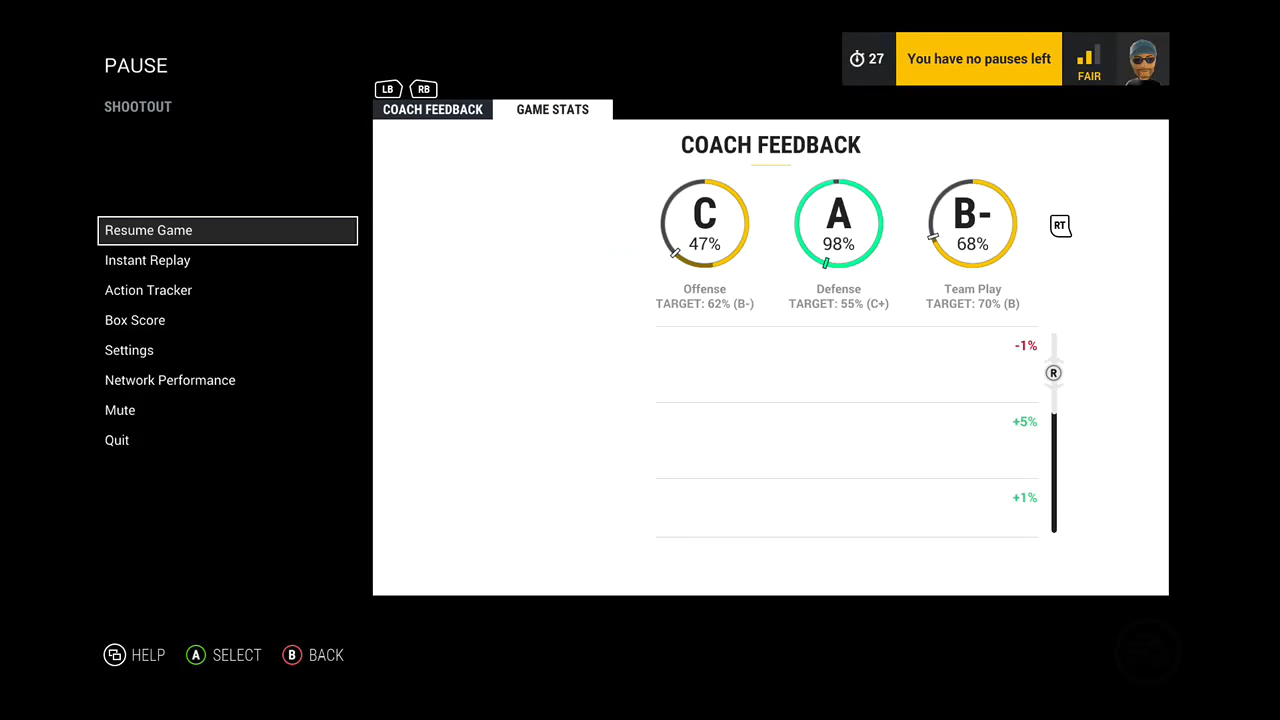 PAUSE
SHOOTOUT
27
You have no pauses left
FAIR
LB
RB
COACH FEEDBACK
GAME STATS
Resume Game
Instant Replay
Action Tracker
Box Score
Settings
Network Performance
Mute
Quit
COACH FEEDBACK
C
47%
Offense
TARGET: 62% (B-)
A
98%
Defense
TARGET: 55% (C+)
B-
68%
Team Play
TARGET: 70% (B)
RT
-1%
R
+5%
+1%
HELP
A SELECT
B BACK